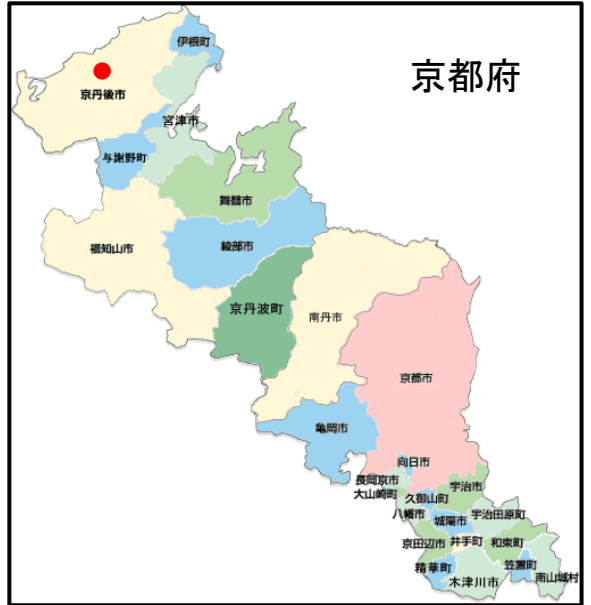 京都府
伊根町
京丹後市
宮津市
与謝野町
舞鶴市
綾部市
福知山市
京丹波町
南丹市
京都市
亀岡市
向日市
長岡京市
大山崎町
宇治市
久御山町
八幡市
城陽市
宇治田原町
京田辺市
井手町
和束町
精華町
笠置町
南山城村
木津川市